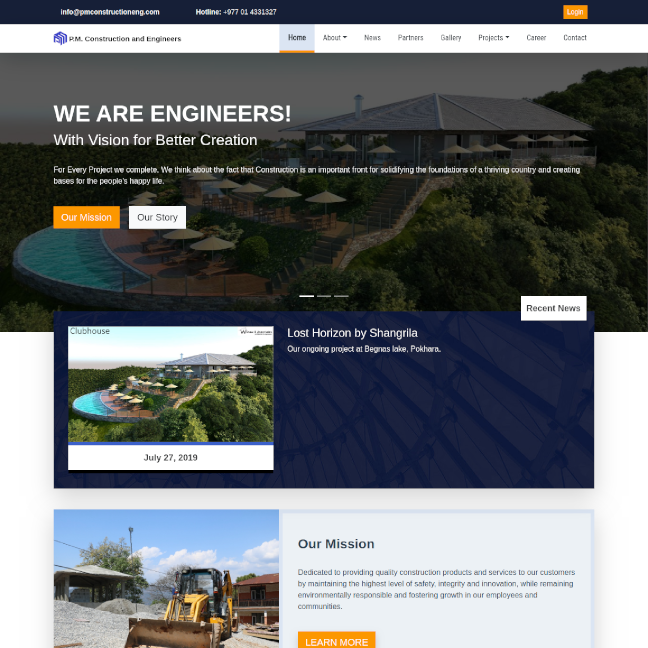 info@pmconstructioneng.com Hotline: +977 01 4331327 Login
P.M. Construction and Engineers Home About News Partners Gallery Projects Career Contact
WE ARE ENGINEERS!
With Vision for Better Creation
For Every Project we complete, We think about the fact that Construction is an important front for solidifying the foundations of a thriving country and creating
bases for the people's happy life.
Our Mission Our Story
Recent News
Clubhouse
Lost Horizon by Shangrila
Our ongoing project at Begnas lake, Pokhara.
July 27, 2019
Our Mission
Dedicated to providing quality construction products and services to our customers
by maintaining the highest level of safety, integrity and innovation, while remaining
environmentally responsible and fostering growth in our employees and
communities.
LEARN MORE